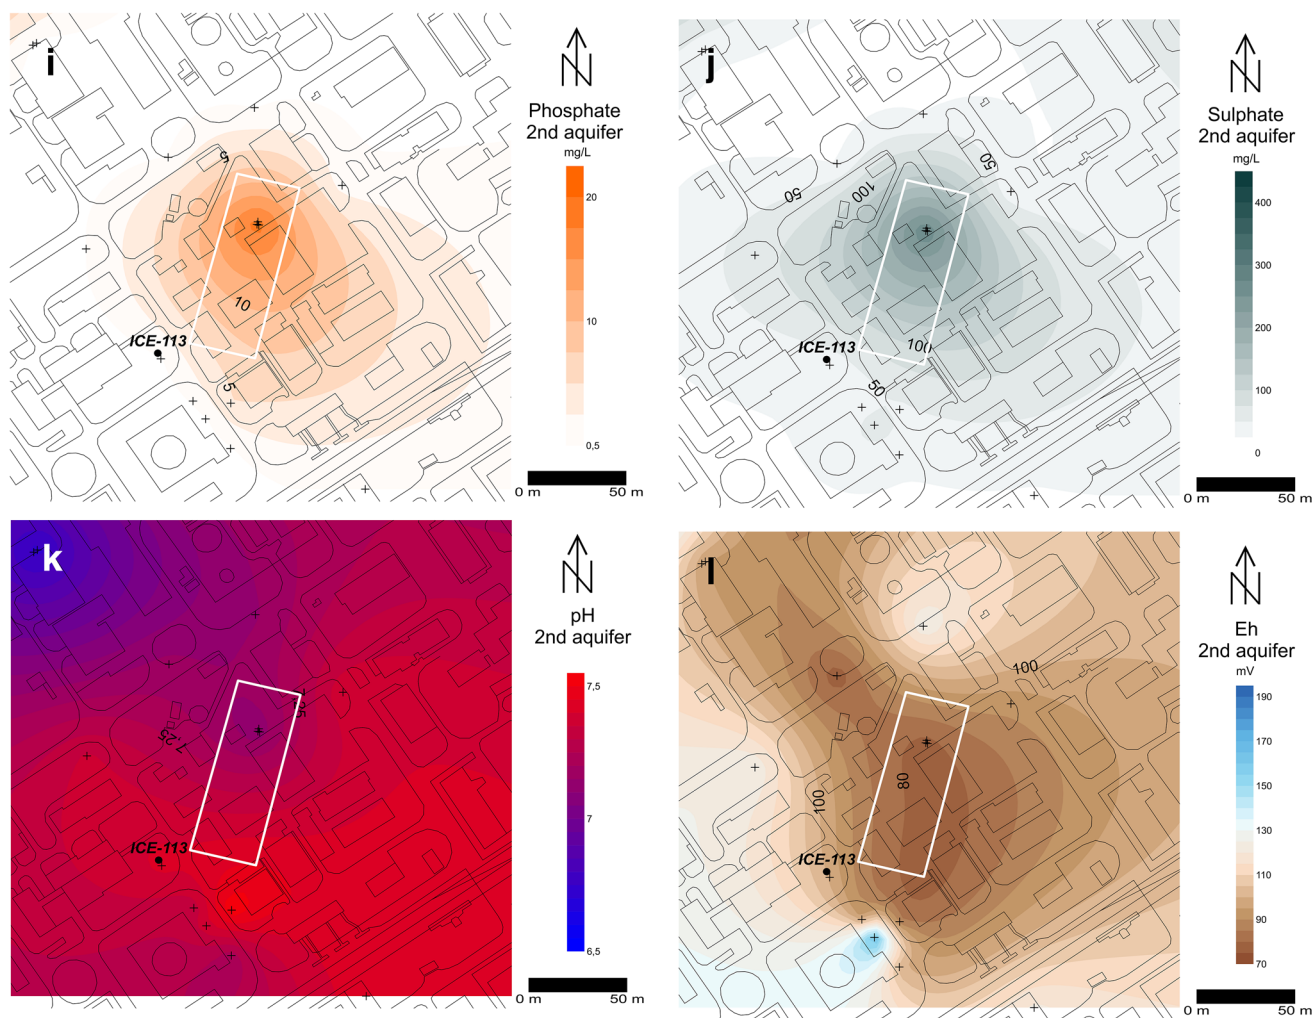 i
N
Phosphate
2nd aquifer
mg/L
20
10
0,5
0 m 50 m
5
10
ICE-113
5
j
N
Sulphate
2nd aquifer
mg/L
400
300
200
100
0
0 m 50 m
50
100
50
ICE-113
100
50
k
N
pH
2nd aquifer
7,5
7
6,5
0 m 50 m
7,25
ICE-113
l
N
Eh
2nd aquifer
mV
190
170
150
130
110
90
70
0 m 50 m
100
80
100
ICE-113